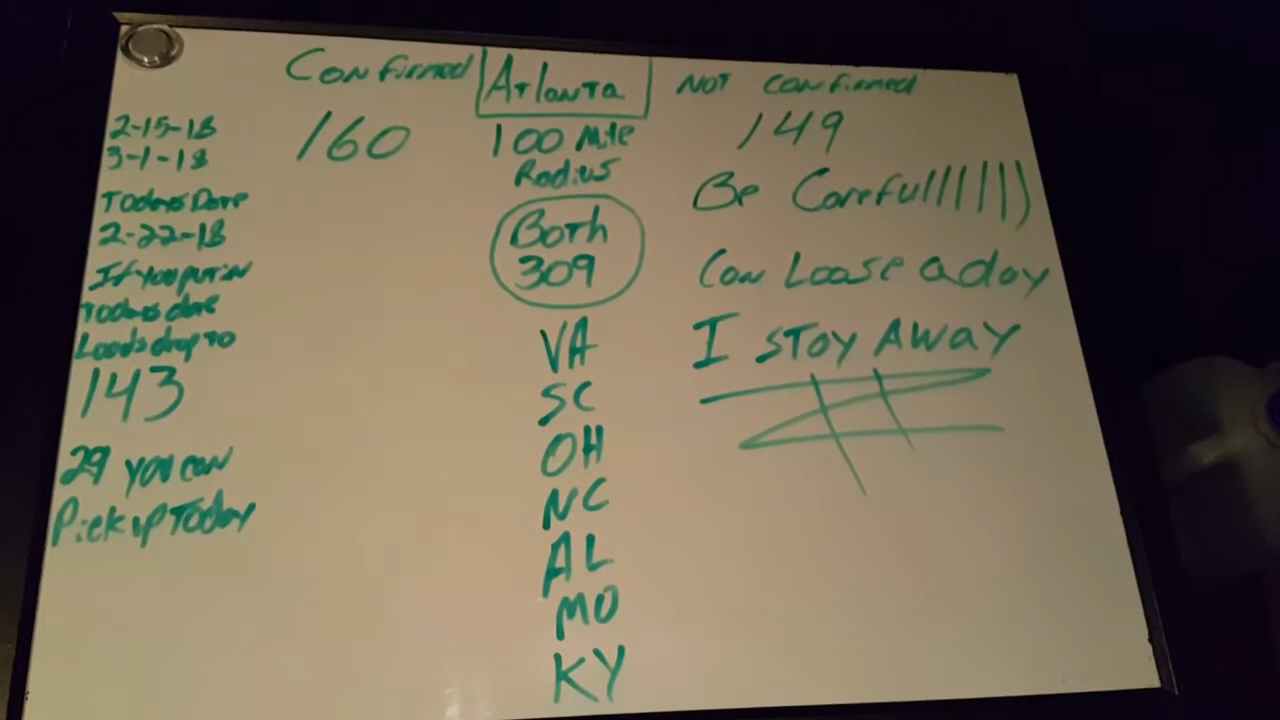 Confirmed
Atlanta
NOT Confirmed
2-15-18
3-1-18
Todays Date
2-22-18
If you put in
Todays date
Loads drop to
143
29 you can
Pick up Today
160
100 Mile
Radius
Both
309
VA
SC
OH
NC
AL
MO
KY
149
Be Carefulllllll
Can Loose a day
I STay AWay